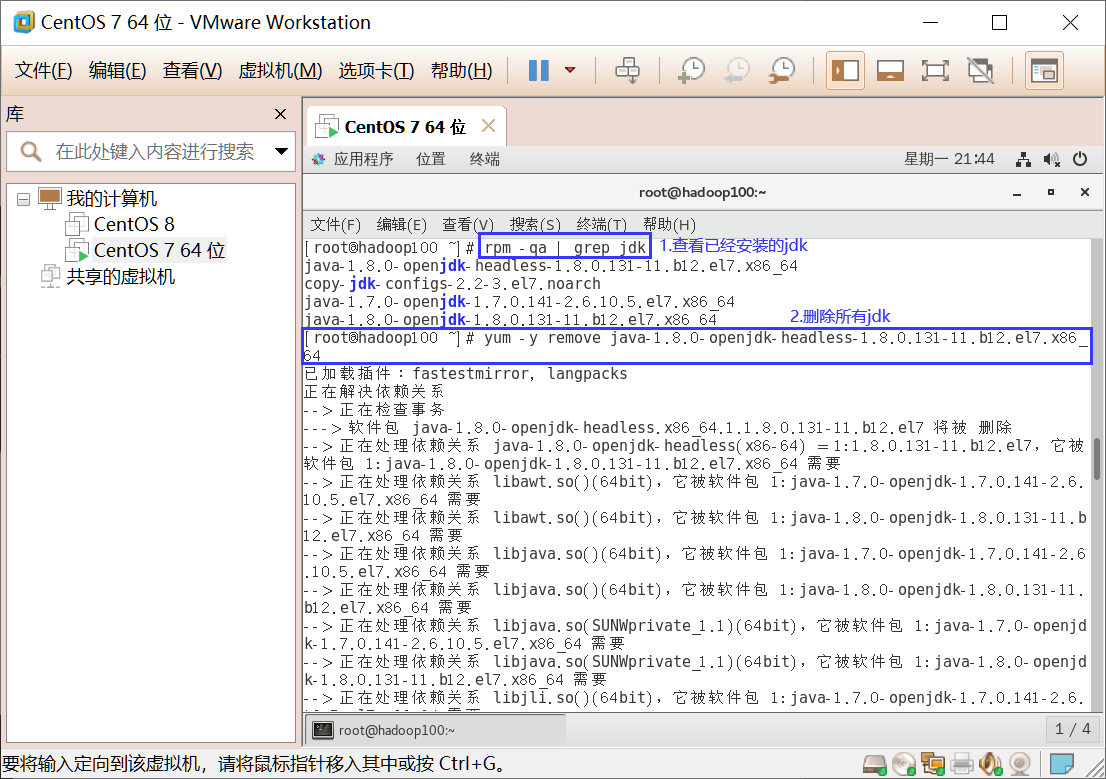 CentOS 7 64 位 - VMware Workstation
文件(F) 编辑(E) 查看(V) 虚拟机(M) 选项卡(T) 帮助(H)
库
在此处键入内容进行搜索
我的计算机
CentOS 8
CentOS 7 64 位
共享的虚拟机
CentOS 7 64 位
应用程序 位置 终端 星期一 21:44
root@hadoop100:~
文件(F) 编辑(E) 查看(V) 搜索(S) 终端(T) 帮助(H)
[root@hadoop100 ~]# rpm -qa | grep jdk 1.查看已经安装的jdk
java-1.8.0-openjdk-headless-1.8.0.131-11.b12.el7.x86_64
copy-jdk-configs-2.2-3.el7.noarch
java-1.7.0-openjdk-1.7.0.141-2.6.10.5.el7.x86_64
java-1.8.0-openjdk-1.8.0.131-11.b12.el7.x86_64 2.删除所有jdk
[root@hadoop100 ~]# yum -y remove java-1.8.0-openjdk-headless-1.8.0.131-11.b12.el7.x86_
64
已加载插件：fastestmirror, langpacks
正在解决依赖关系
--> 正在检查事务
---> 软件包 java-1.8.0-openjdk-headless.x86_64.1.1.8.0.131-11.b12.el7 将被 删除
--> 正在处理依赖关系 java-1.8.0-openjdk-headless(x86-64) = 1:1.8.0.131-11.b12.el7，它被
软件包 1:java-1.8.0-openjdk-1.8.0.131-11.b12.el7.x86_64 需要
--> 正在处理依赖关系 libawt.so()(64bit)，它被软件包 1:java-1.7.0-openjdk-1.7.0.141-2.6.
10.5.el7.x86_64 需要
--> 正在处理依赖关系 libawt.so()(64bit)，它被软件包 1:java-1.8.0-openjdk-1.8.0.131-11.b
12.el7.x86_64 需要
--> 正在处理依赖关系 libjava.so()(64bit)，它被软件包 1:java-1.7.0-openjdk-1.7.0.141-2.6
.10.5.el7.x86_64 需要
--> 正在处理依赖关系 libjava.so()(64bit)，它被软件包 1:java-1.8.0-openjdk-1.8.0.131-11.
b12.el7.x86_64 需要
--> 正在处理依赖关系 libjava.so(SUNWprivate_1.1)(64bit)，它被软件包 1:java-1.7.0-openjd
k-1.7.0.141-2.6.10.5.el7.x86_64 需要
--> 正在处理依赖关系 libjava.so(SUNWprivate_1.1)(64bit)，它被软件包 1:java-1.8.0-openjd
k-1.8.0.131-11.b12.el7.x86_64 需要
--> 正在处理依赖关系 libjli.so()(64bit)，它被软件包 1:java-1.7.0-openjdk-1.7.0.141-2.6.
root@hadoop100:~ 1 / 4
要将输入定向到该虚拟机，请将鼠标指针移入其中或按 Ctrl+G。